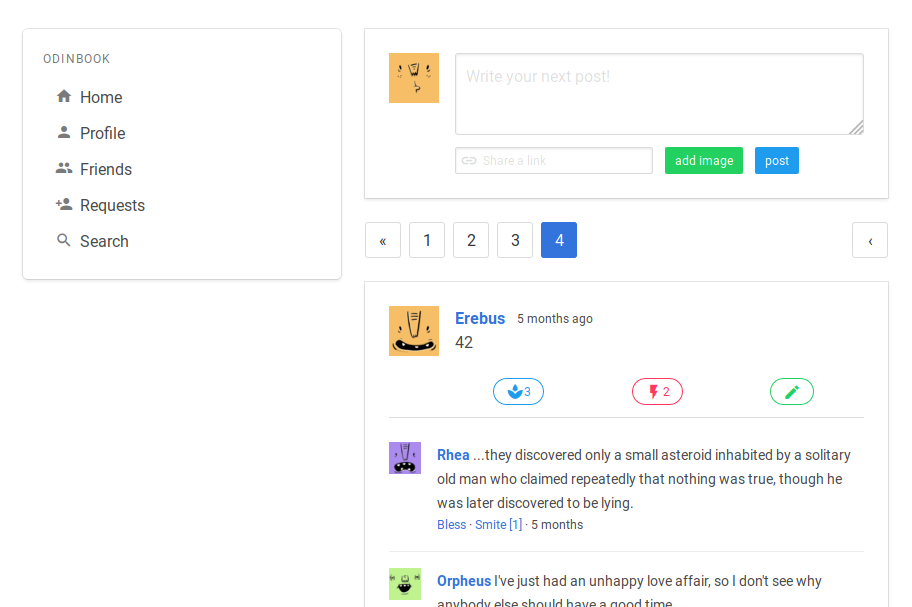 ODINBOOK
Home
Profile
Friends
Requests
Search
Write your next post!
Share a link
add image
post
«
1
2
3
4
‹
Erebus 5 months ago
42
3
2
Rhea ...they discovered only a small asteroid inhabited by a solitary
old man who claimed repeatedly that nothing was true, though he
was later discovered to be lying.
Bless · Smite [1] · 5 months
Orpheus I've just had an unhappy love affair, so I don't see why
anybody else should have a good time.